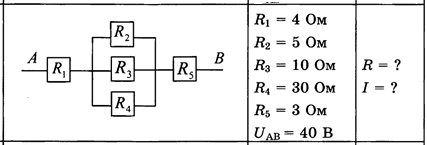 A
R₁
R₂
R₃
R₄
R₅
B
R₁ = 4 Ом
R₂ = 5 Ом
R₃ = 10 Ом
R₄ = 30 Ом
R₅ = 3 Ом
U_AB = 40 В
R = ?
I = ?